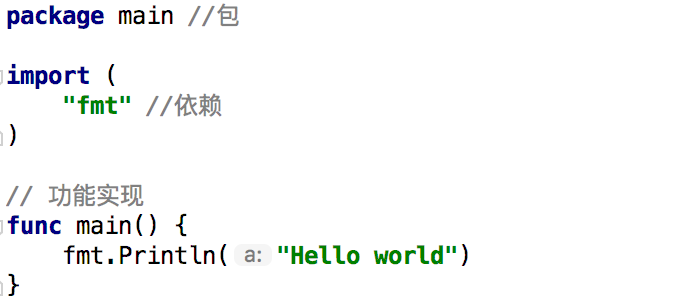 package main //包
import (
"fmt" //依赖
)
// 功能实现
func main() {
fmt.Println( a: "Hello world")
}